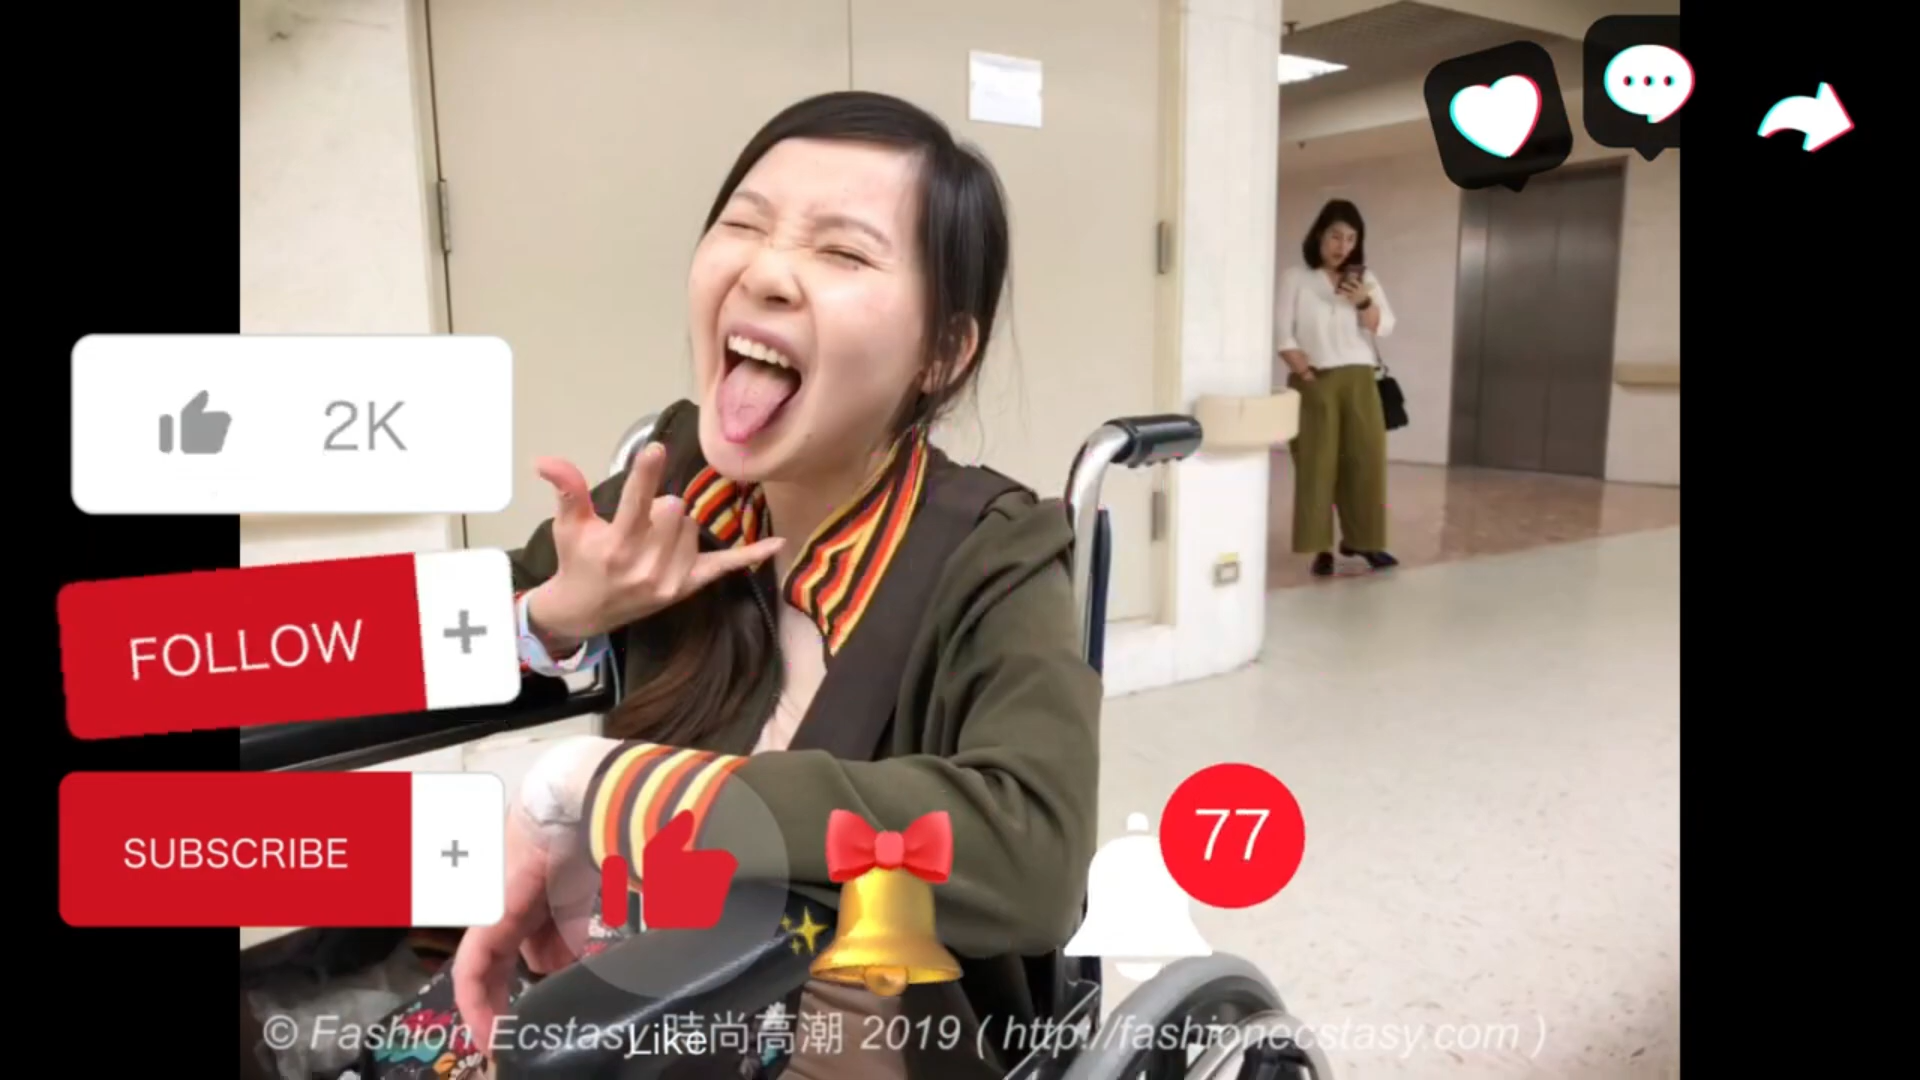 2K
FOLLOW +
SUBSCRIBE +
77
© Fashion Ecstasy 時尚高潮 2019 ( http://fashionecstasy.com )
Like